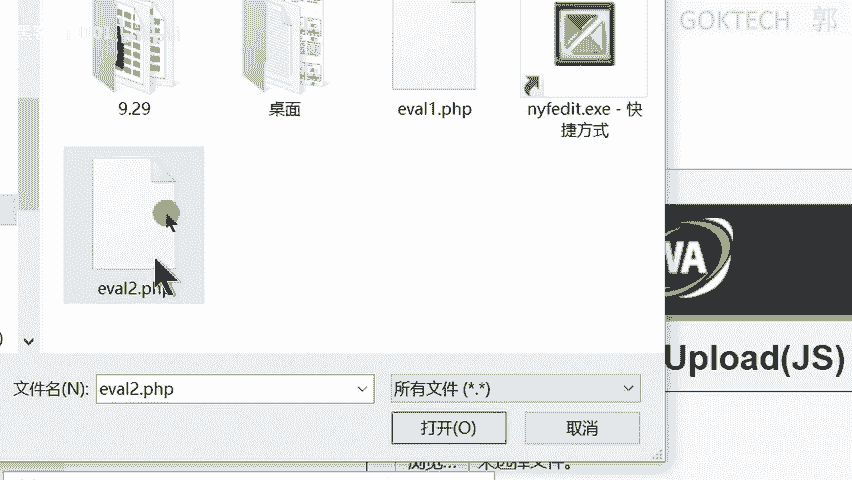 GOKTECH 郭
9.29
桌面
eval1.php
nyfedit.exe - 快
捷方式
eval2.php
WA
Upload(JS)
文件名(N):
eval2.php
所有文件 (*.*)
打开(O)
取消
浏览...
未选择文件。